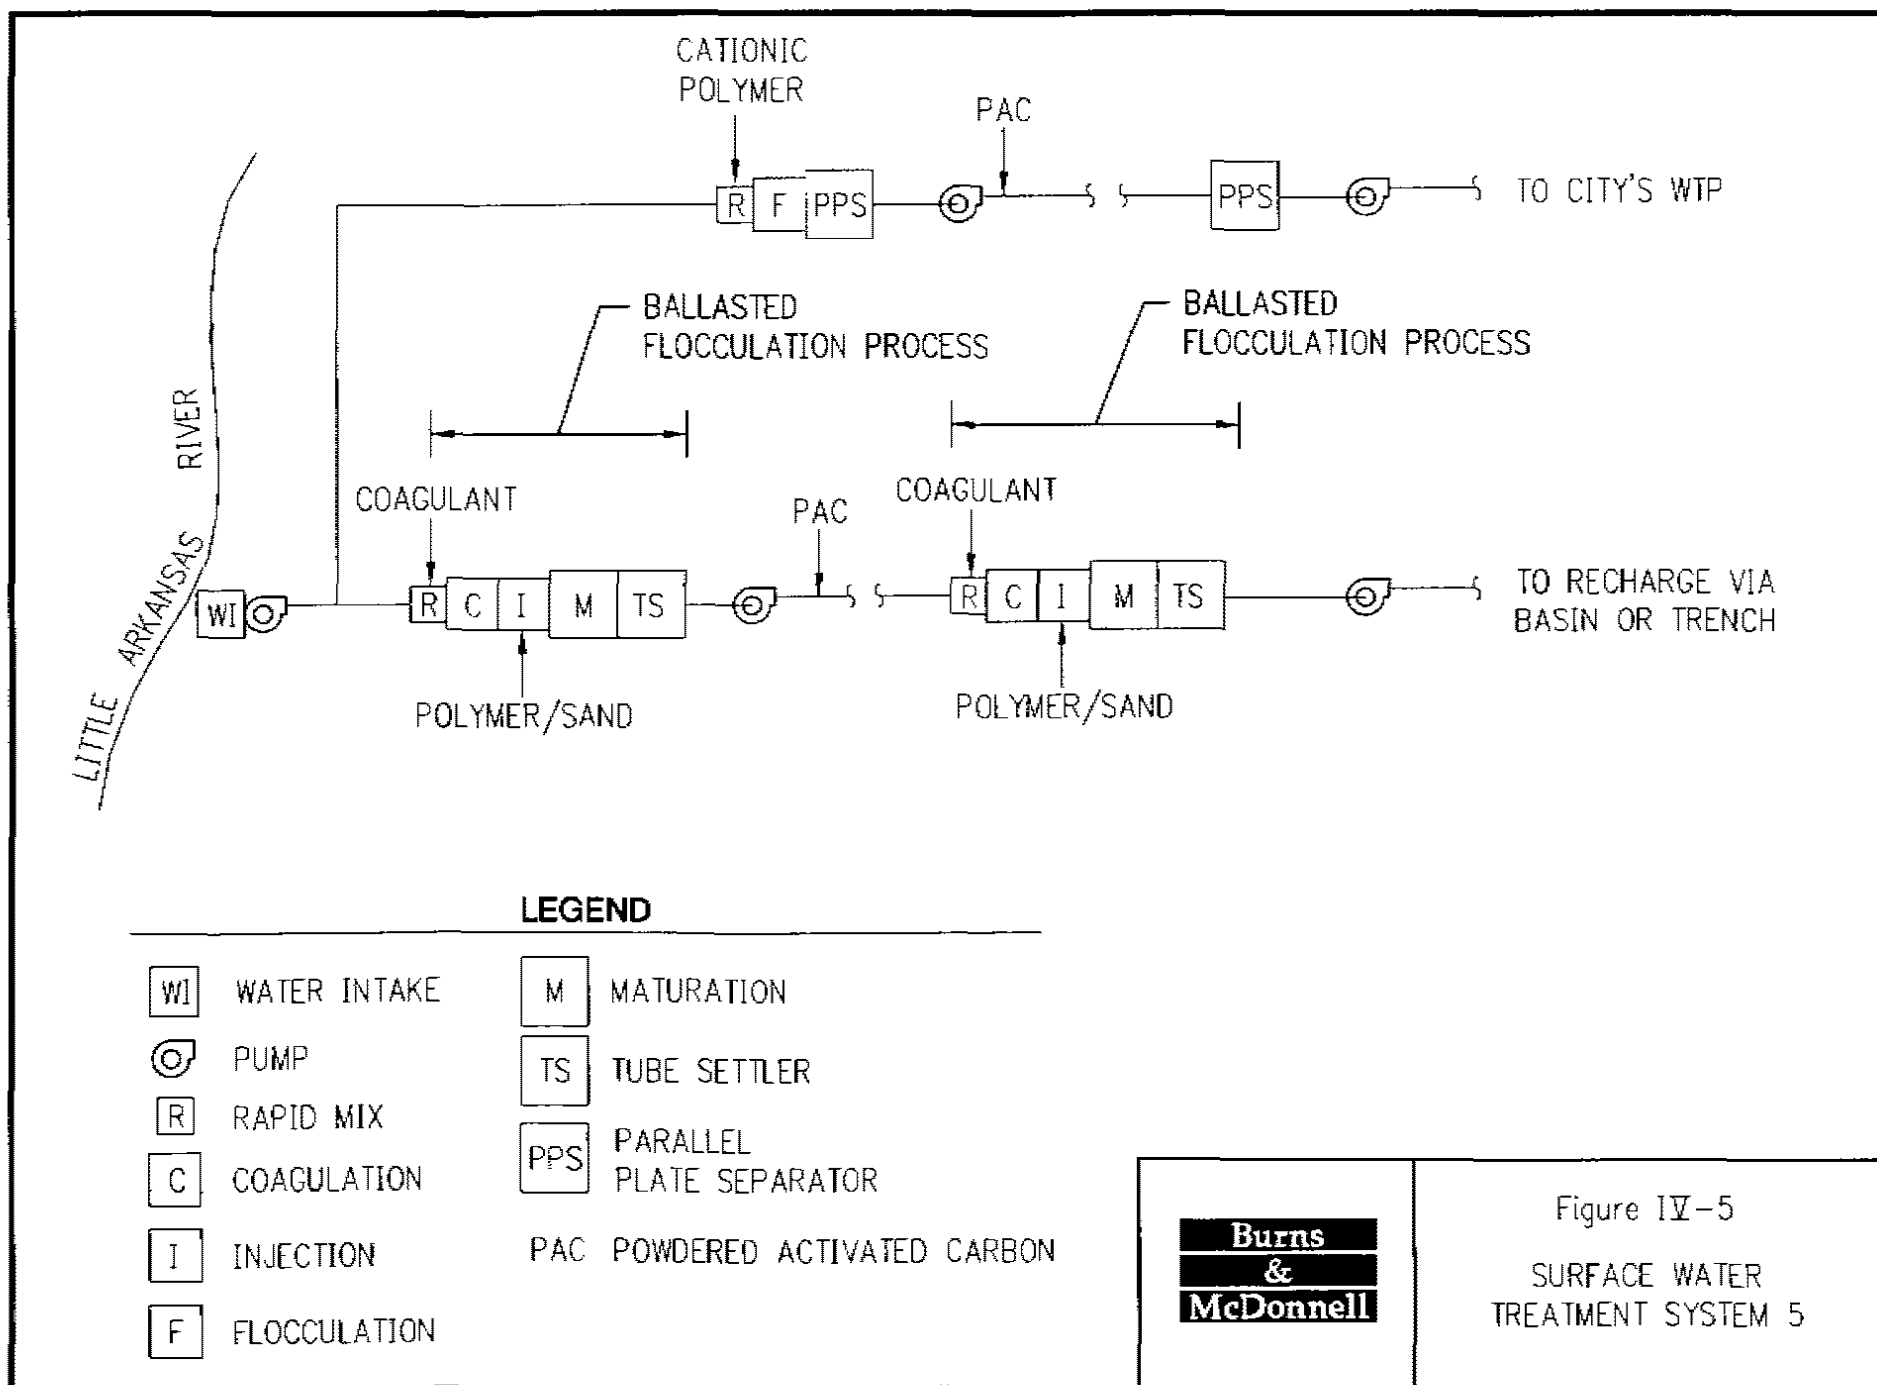 CATIONIC
POLYMER
PAC
R F PPS
PPS
TO CITY'S WTP
BALLASTED
FLOCCULATION PROCESS
BALLASTED
FLOCCULATION PROCESS
LITTLE ARKANSAS RIVER
COAGULANT
PAC
COAGULANT
WI
R C I M TS
R C I M TS
TO RECHARGE VIA
BASIN OR TRENCH
POLYMER/SAND
POLYMER/SAND
LEGEND
WI WATER INTAKE
PUMP
R RAPID MIX
C COAGULATION
I INJECTION
F FLOCCULATION
M MATURATION
TS TUBE SETTLER
PPS PARALLEL
PLATE SEPARATOR
PAC POWDERED ACTIVATED CARBON
Burns
&
McDonnell
Figure IV-5
SURFACE WATER
TREATMENT SYSTEM 5